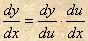 dy/dx = dy/du · du/dx